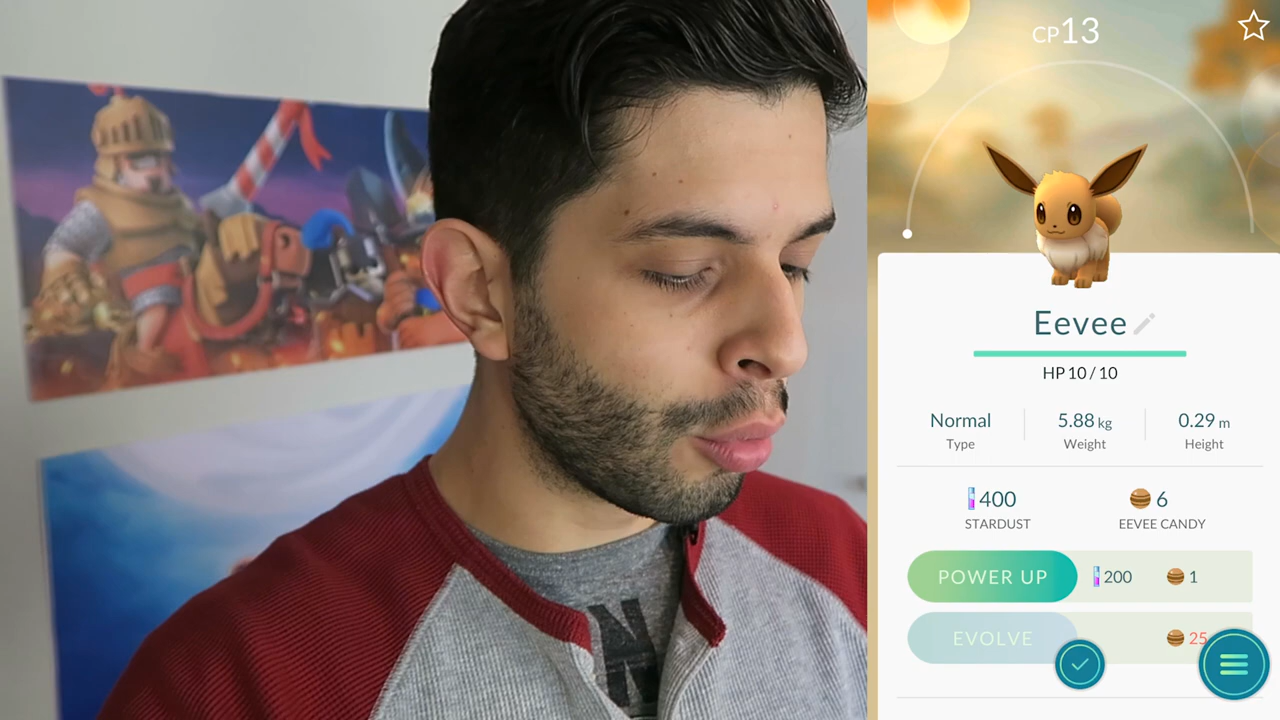 CP13
Eevee
HP 10 / 10
Normal
Type
5.88 kg
Weight
0.29 m
Height
400
STARDUST
6
EEVEE CANDY
POWER UP 200 1
EVOLVE 25